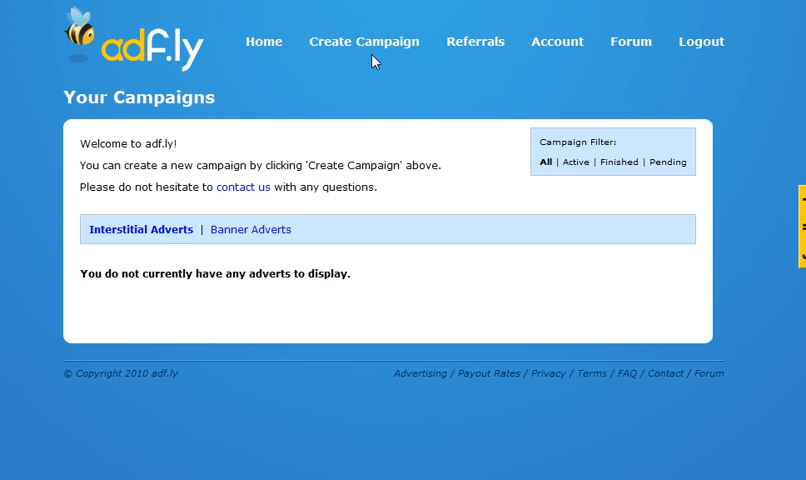 adf.ly
Home Create Campaign Referrals Account Forum Logout
Your Campaigns
Welcome to adf.ly!
You can create a new campaign by clicking 'Create Campaign' above.
Please do not hesitate to contact us with any questions.
Campaign Filter:
All | Active | Finished | Pending
Interstitial Adverts | Banner Adverts
You do not currently have any adverts to display.
© Copyright 2010 adf.ly
Advertising / Payout Rates / Privacy / Terms / FAQ / Contact / Forum